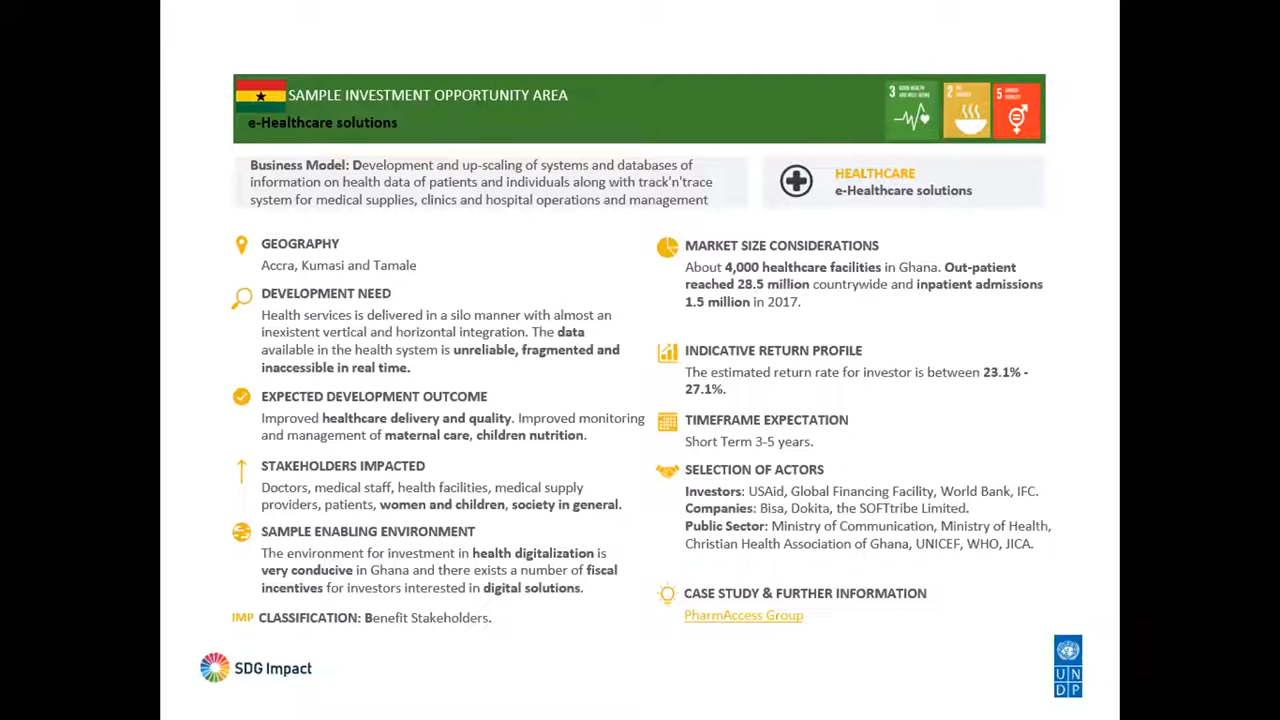 SAMPLE INVESTMENT OPPORTUNITY AREA
e-Healthcare solutions
3 GOOD HEALTH
AND WELL-BEING
2
5 GENDER
EQUALITY
Business Model: Development and up-scaling of systems and databases of
information on health data of patients and individuals along with track'n'trace
system for medical supplies, clinics and hospital operations and management
HEALTHCARE
e-Healthcare solutions
GEOGRAPHY
Accra, Kumasi and Tamale
DEVELOPMENT NEED
Health services is delivered in a silo manner with almost an
inexistent vertical and horizontal integration. The data
available in the health system is unreliable, fragmented and
inaccessible in real time.
EXPECTED DEVELOPMENT OUTCOME
Improved healthcare delivery and quality. Improved monitoring
and management of maternal care, children nutrition.
STAKEHOLDERS IMPACTED
Doctors, medical staff, health facilities, medical supply
providers, patients, women and children, society in general.
SAMPLE ENABLING ENVIRONMENT
The environment for investment in health digitalization is
very conducive in Ghana and there exists a number of fiscal
incentives for investors interested in digital solutions.
IMP CLASSIFICATION: Benefit Stakeholders.
MARKET SIZE CONSIDERATIONS
About 4,000 healthcare facilities in Ghana. Out-patient
reached 28.5 million countrywide and inpatient admissions
1.5 million in 2017.
INDICATIVE RETURN PROFILE
The estimated return rate for investor is between 23.1% -
27.1%.
TIMEFRAME EXPECTATION
Short Term 3-5 years.
SELECTION OF ACTORS
Investors: USAid, Global Financing Facility, World Bank, IFC.
Companies: Bisa, Dokita, the SOFTtribe Limited.
Public Sector: Ministry of Communication, Ministry of Health,
Christian Health Association of Ghana, UNICEF, WHO, JICA.
CASE STUDY & FURTHER INFORMATION
PharmAccess Group
SDG Impact
UN
DP